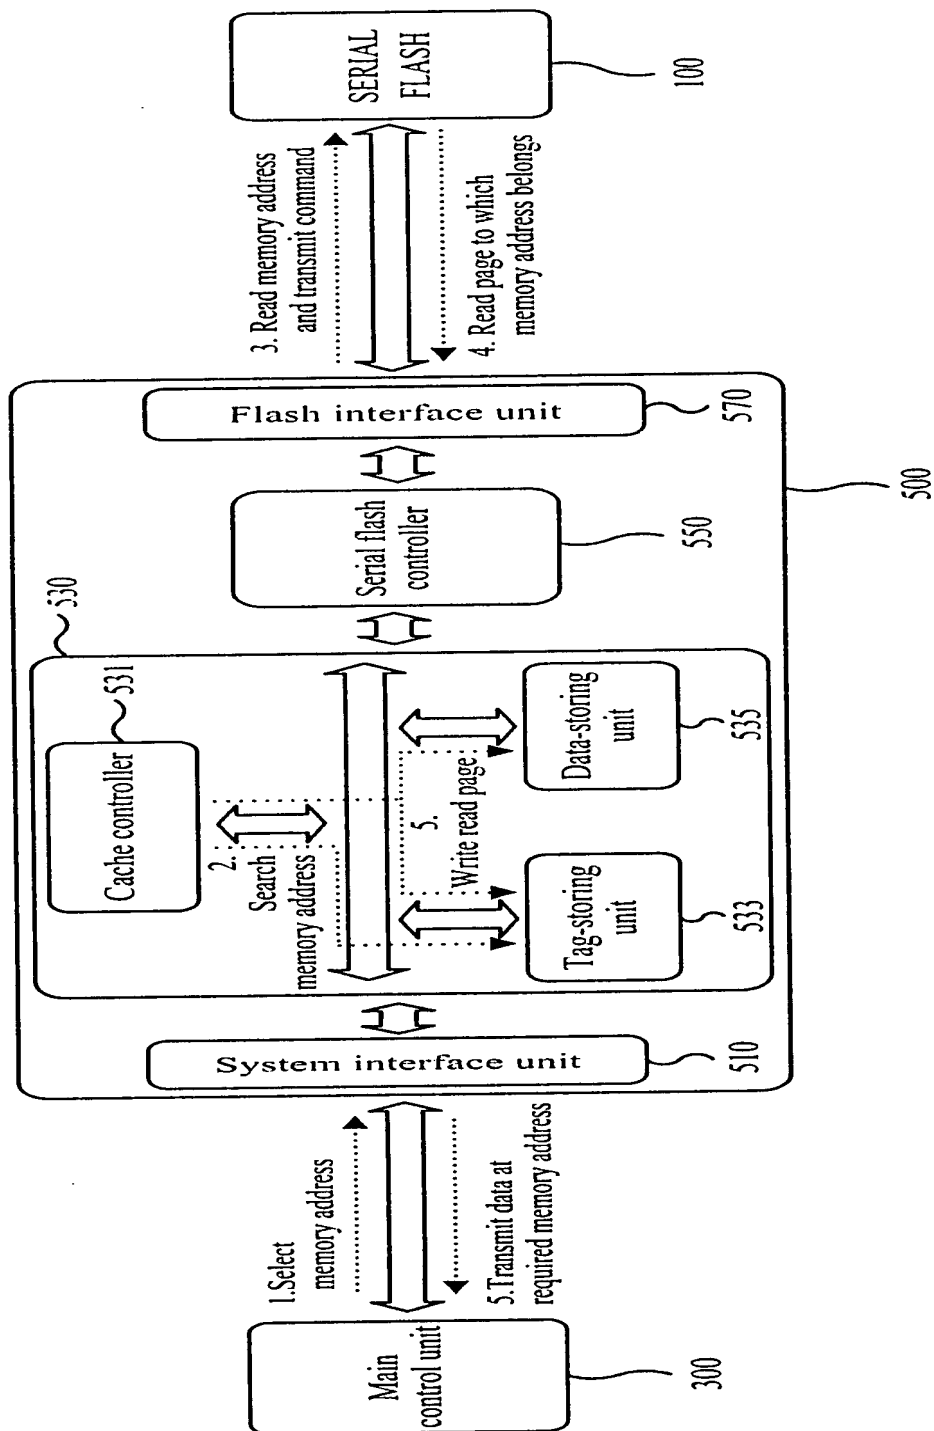 Main
control unit
300
1.Select
memory address
5.Transmit data at
required memory address
System interface unit
510
500
530
Cache controller
531
2.
Search
memory address
5.
Write read page
Tag-storing
unit
533
Data-storing
unit
535
Serial flash
controller
550
Flash interface unit
570
3. Read memory address
and transmit command
4. Read page to which
memory address belongs
SERIAL
FLASH
100